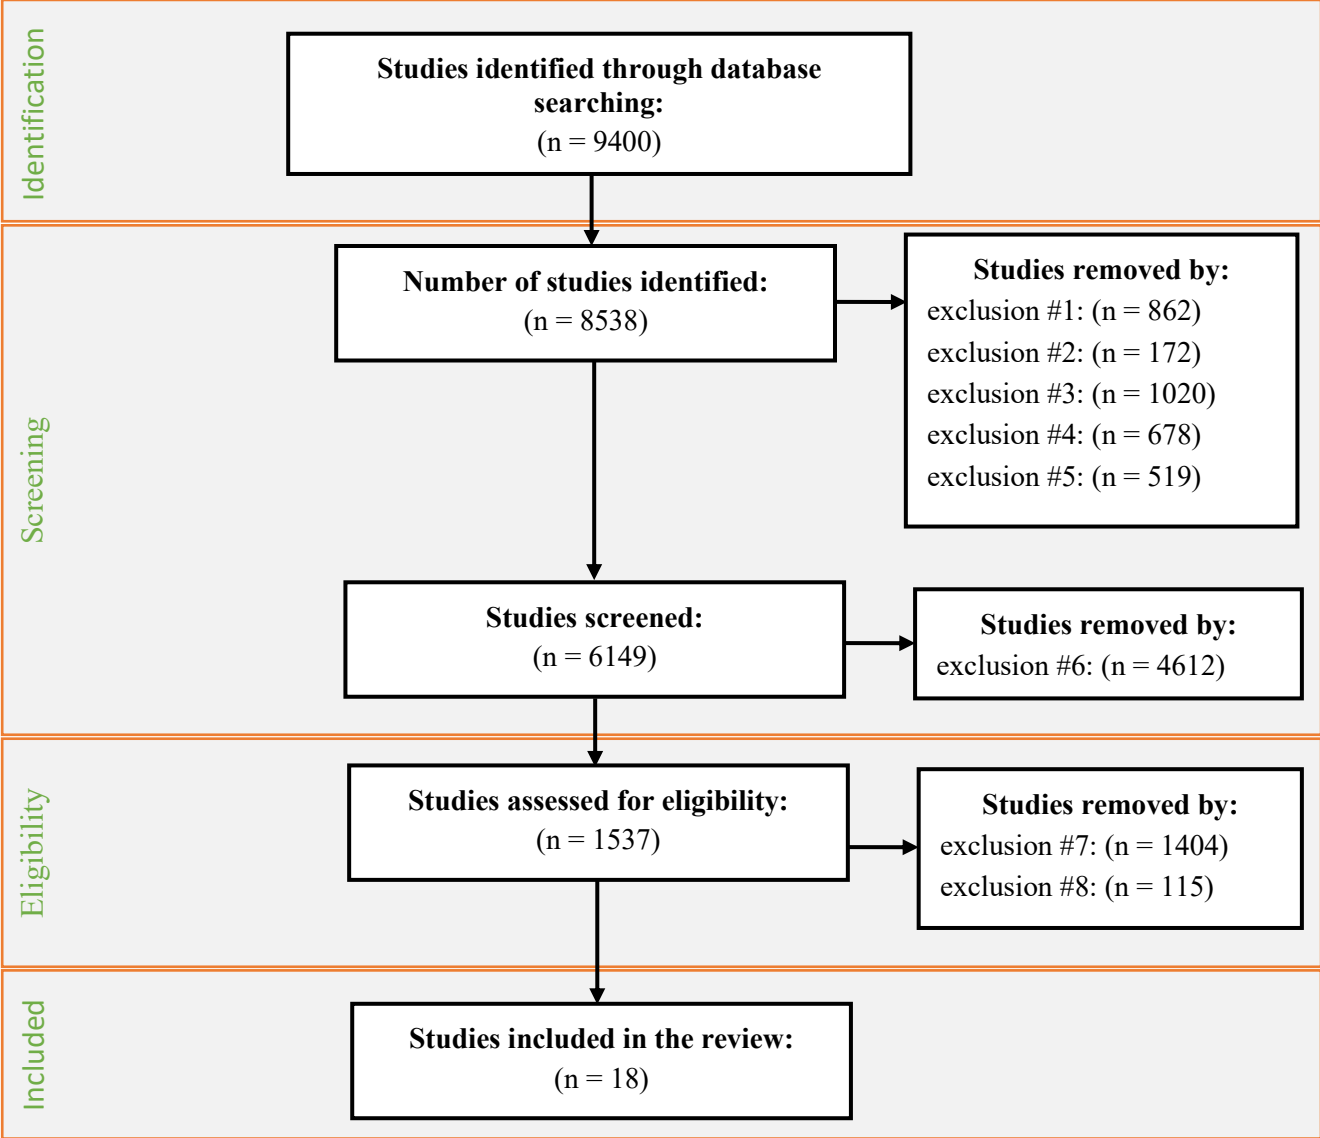 Identification
Studies identified through database
searching:
(n = 9400)
Screening
Number of studies identified:
(n = 8538)
Studies removed by:
exclusion #1: (n = 862)
exclusion #2: (n = 172)
exclusion #3: (n = 1020)
exclusion #4: (n = 678)
exclusion #5: (n = 519)
Studies screened:
(n = 6149)
Studies removed by:
exclusion #6: (n = 4612)
Eligibility
Studies assessed for eligibility:
(n = 1537)
Studies removed by:
exclusion #7: (n = 1404)
exclusion #8: (n = 115)
Included
Studies included in the review:
(n = 18)